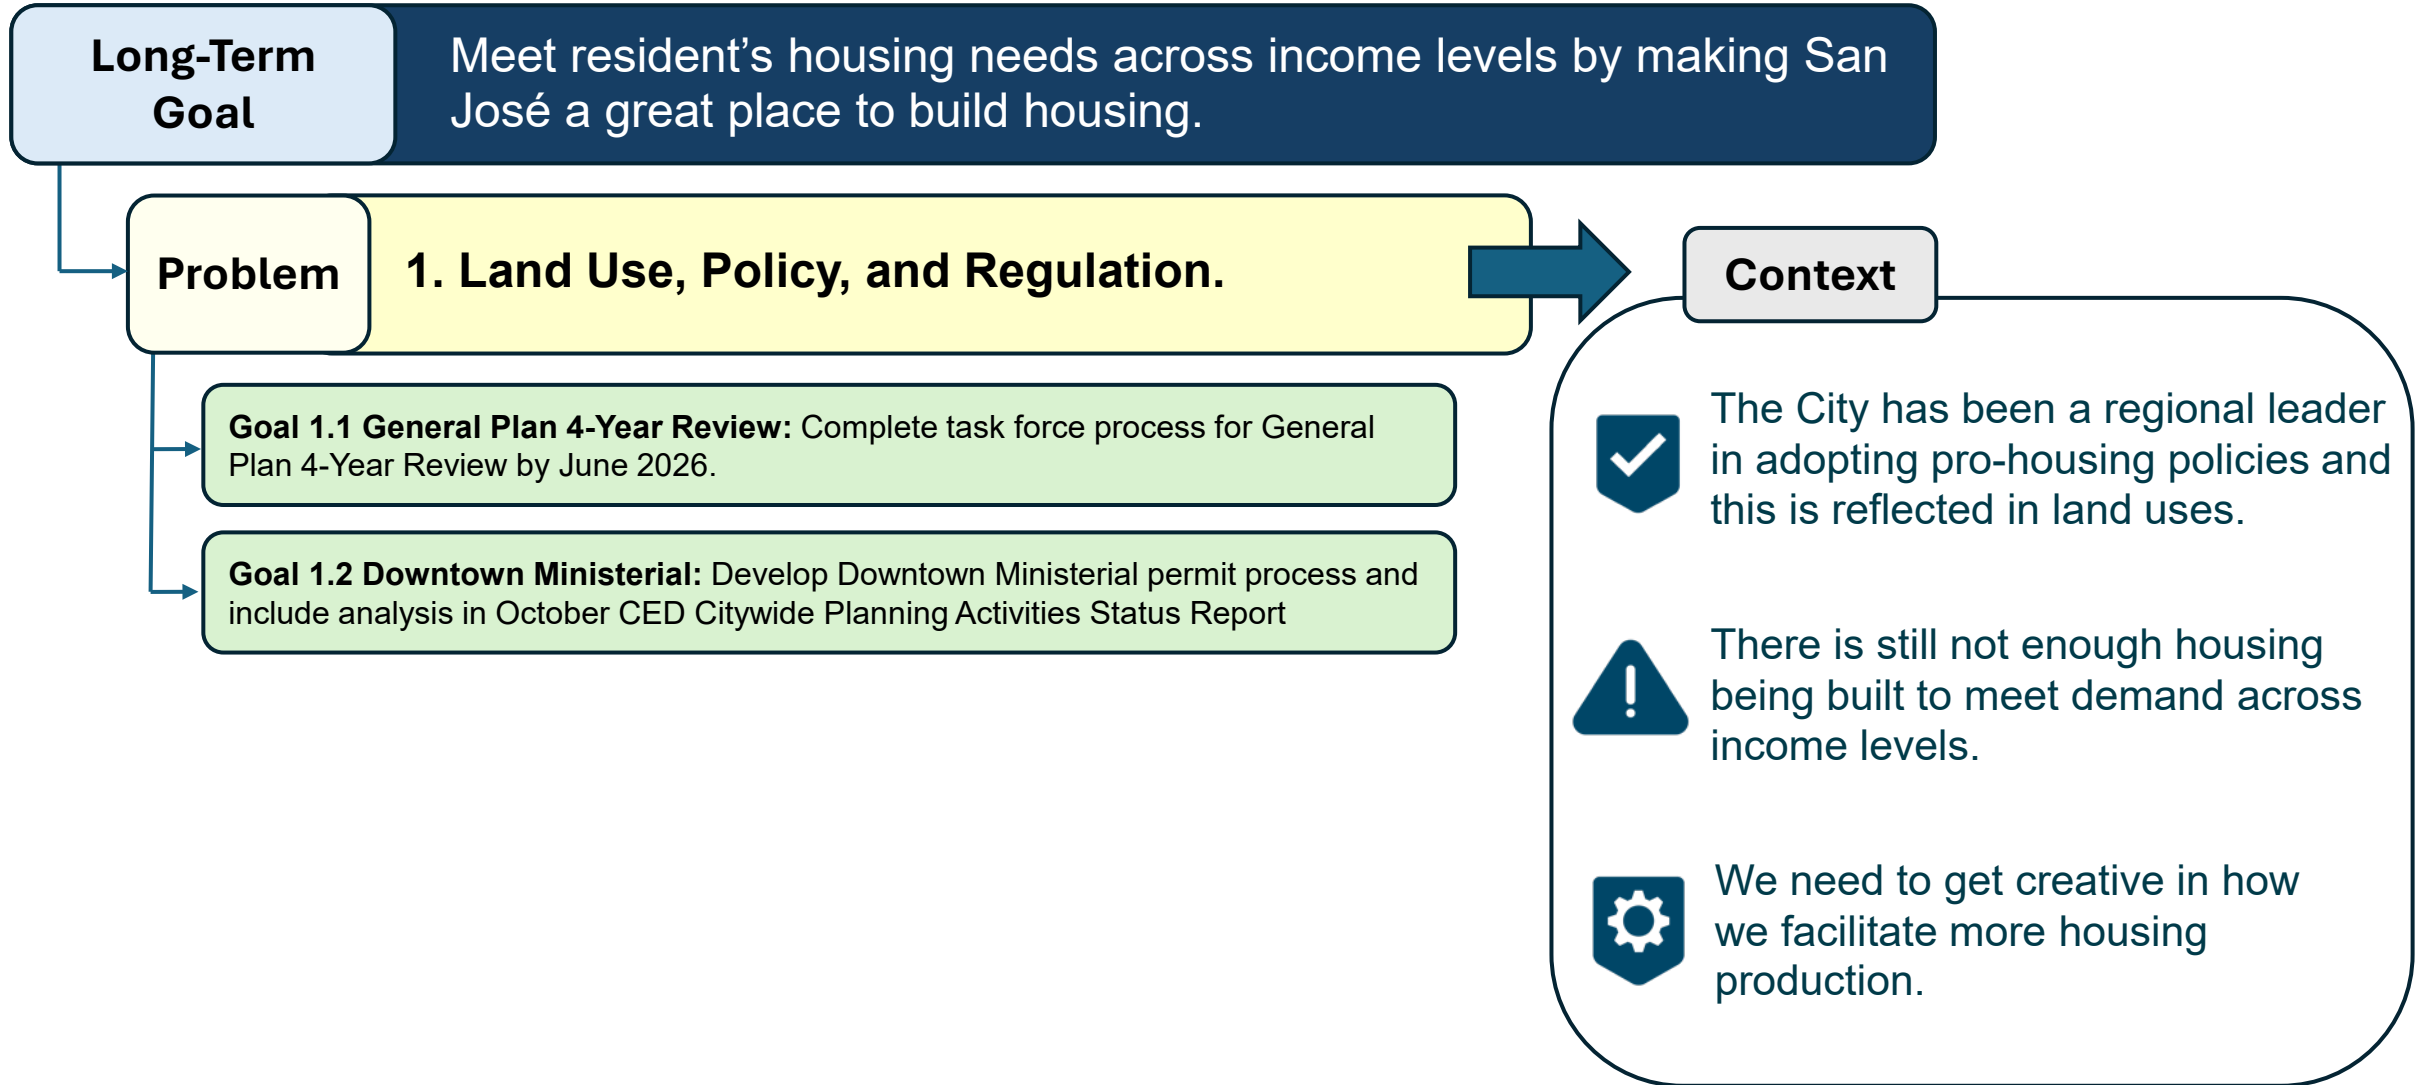 Long-Term
Goal
Meet resident’s housing needs across income levels by making San
José a great place to build housing.
Problem
1. Land Use, Policy, and Regulation.
Goal 1.1 General Plan 4-Year Review: Complete task force process for General
Plan 4-Year Review by June 2026.
Goal 1.2 Downtown Ministerial: Develop Downtown Ministerial permit process and
include analysis in October CED Citywide Planning Activities Status Report
Context
The City has been a regional leader
in adopting pro-housing policies and
this is reflected in land uses.
There is still not enough housing
being built to meet demand across
income levels.
We need to get creative in how
we facilitate more housing
production.